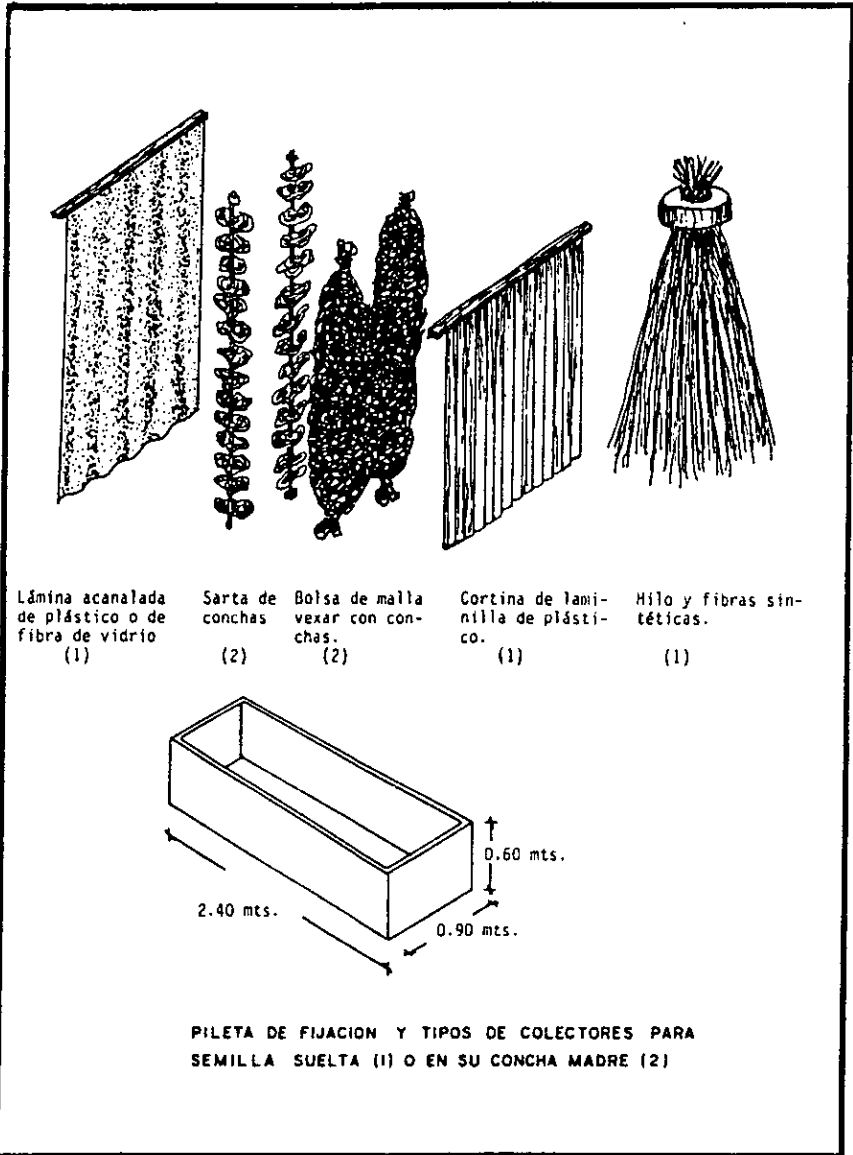 Lámina acanalada
de plástico o de
fibra de vidrio
(1)
Sarta de
conchas
(2)
Bolsa de malla
vexar con con-
chas.
(2)
Cortina de lami-
nilla de plásti-
co.
(1)
Hilo y fibras sin-
téticas.
(1)
0.60 mts.
2.40 mts.
0.90 mts.
PILETA DE FIJACION Y TIPOS DE COLECTORES PARA
SEMILLA SUELTA (1) O EN SU CONCHA MADRE (2)